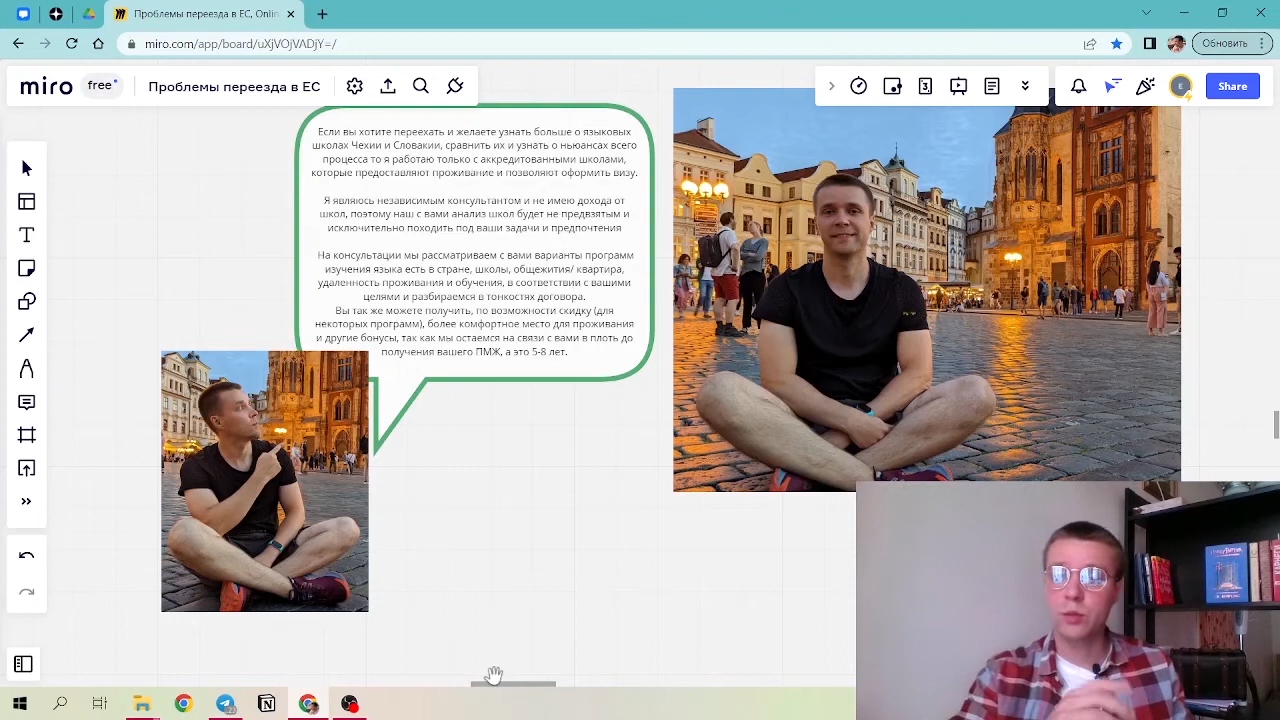 Проблемы переезда в ЕС, Onlin
miro.com/app/board/uXjVOjVADjY=/
Обновить
miro
free
Проблемы переезда в ЕС
3
E
Share
Если вы хотите переехать и желаете узнать больше о языковых
школах Чехии и Словакии, сравнить их и узнать о ньюансах всего
процесса то я работаю только с аккредитованными школами,
которые предоставляют проживание и позволяют оформить визу.
Я являюсь независимым консультантом и не имею дохода от
школ, поэтому наш с вами анализ школ будет не предвзятым и
исключительно походить под ваши задачи и предпочтения
На консультации мы рассматриваем с вами варианты программ
изучения языка есть в стране, школы, общежития/ квартира,
удаленность проживания и обучения, в соответствии с вашими
целями и разбираемся в тонкостях договора.
Вы так же можете получить, по возможности скидку (для
некоторых программ), более комфортное место для проживания
и другие бонусы, так как мы остаемся на связи с вами в плоть до
получения вашего ПМЖ, а это 5-8 лет.